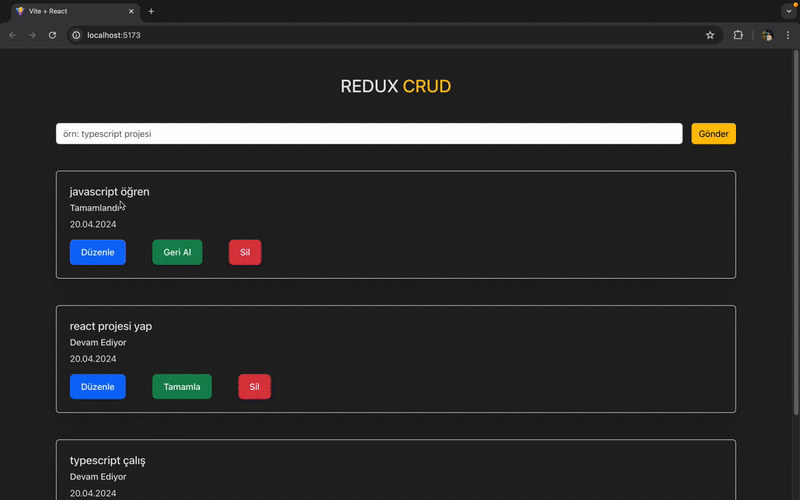 Vite + React
localhost:5173
REDUX CRUD
örn: typescript projesi
Gönder
javascript öğren
Tamamlandı
20.04.2024
Düzenle Geri Al Sil
react projesi yap
Devam Ediyor
20.04.2024
Düzenle Tamamla Sil
typescript çalış
Devam Ediyor
20.04.2024